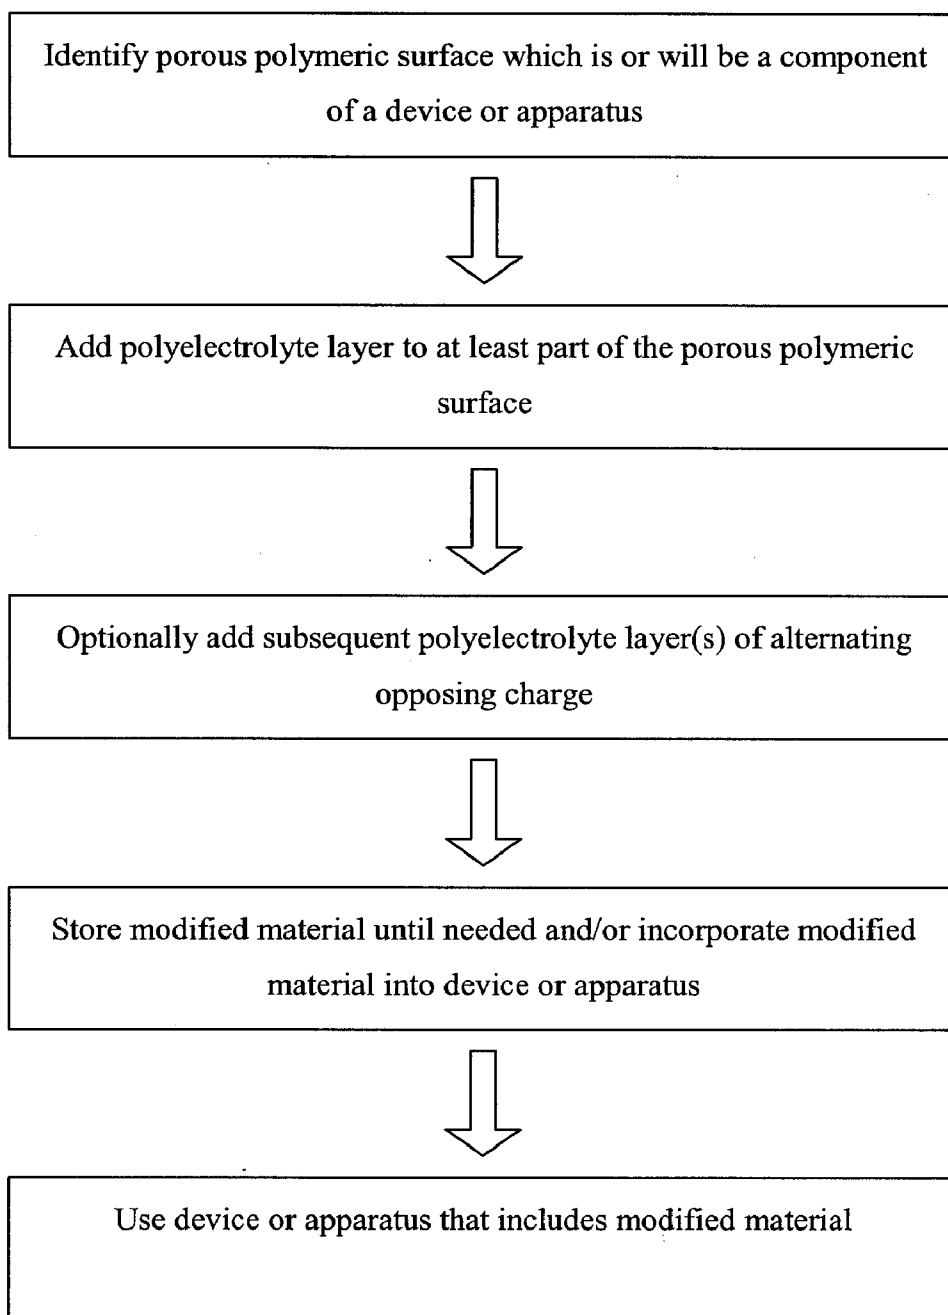 Identify porous polymeric surface which is or will be a component
of a device or apparatus
Add polyelectrolyte layer to at least part of the porous polymeric
surface
Optionally add subsequent polyelectrolyte layer(s) of alternating
opposing charge
Store modified material until needed and/or incorporate modified
material into device or apparatus
Use device or apparatus that includes modified material